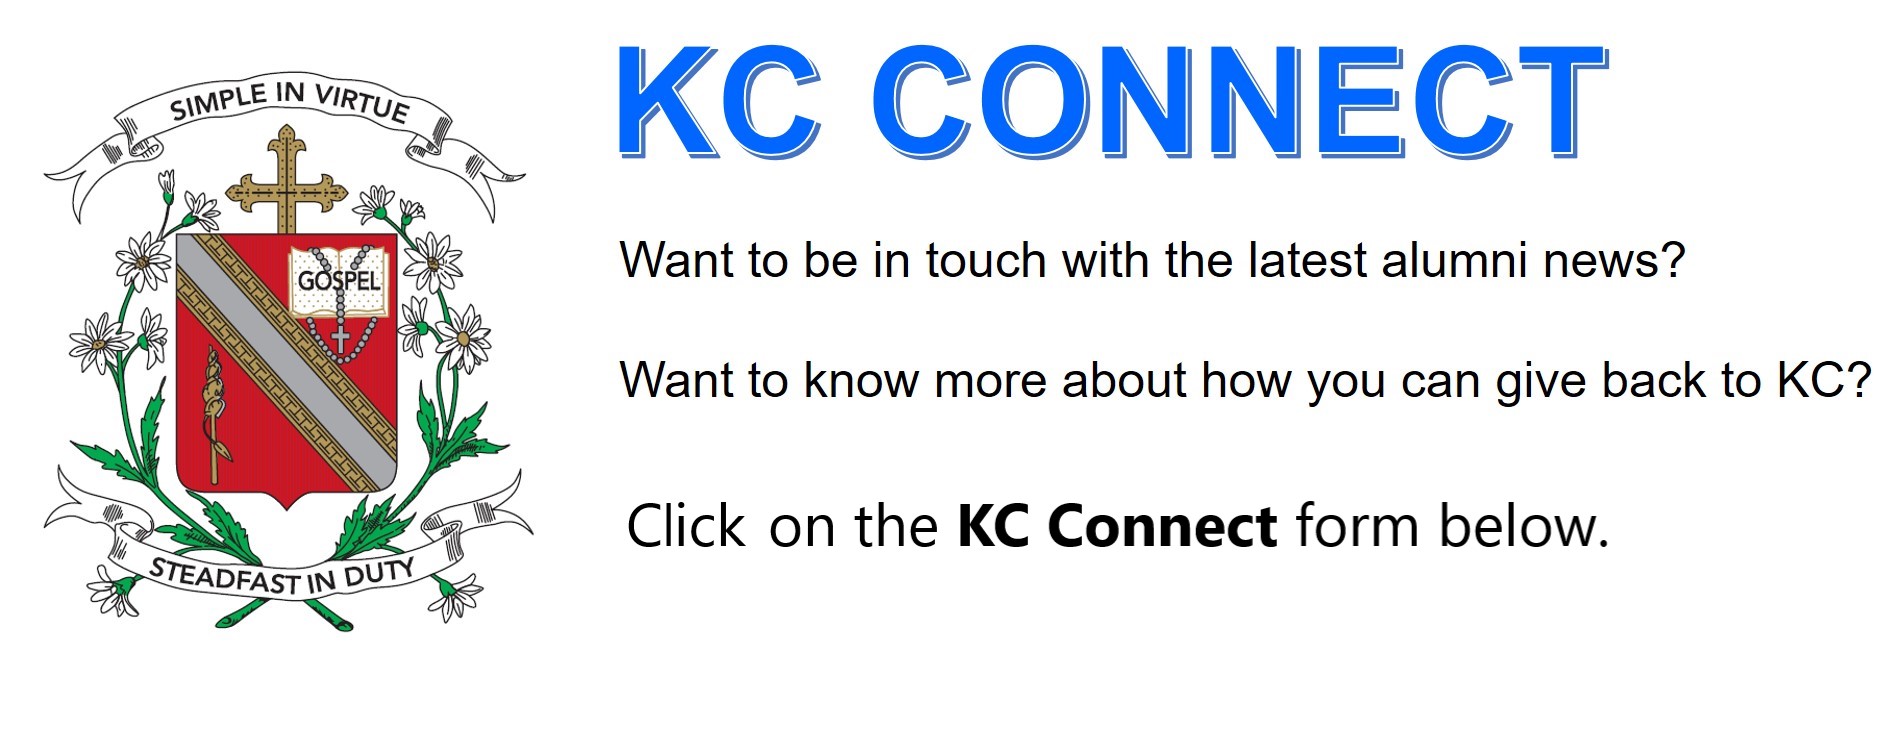 SIMPLE IN VIRTUE
GOSPEL
STEADFAST IN DUTY
KC CONNECT
Want to be in touch with the latest alumni news?
Want to know more about how you can give back to KC?
Click on the KC Connect form below.